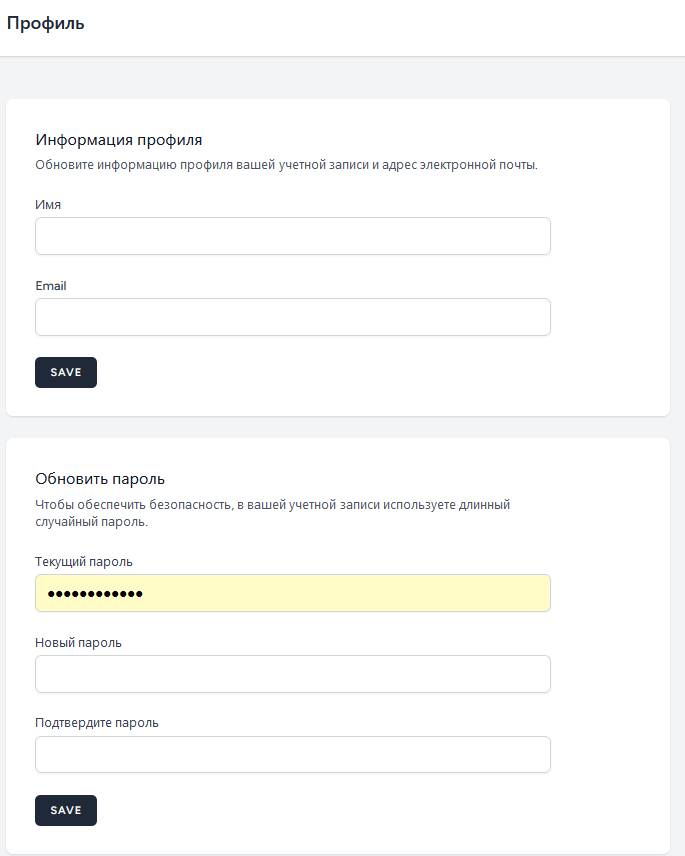 Профиль
Информация профиля
Обновите информацию профиля вашей учетной записи и адрес электронной почты.
Имя
Email
SAVE
Обновить пароль
Чтобы обеспечить безопасность, в вашей учетной записи используете длинный
случайный пароль.
Текущий пароль
••••••••••••
Новый пароль
Подтвердите пароль
SAVE